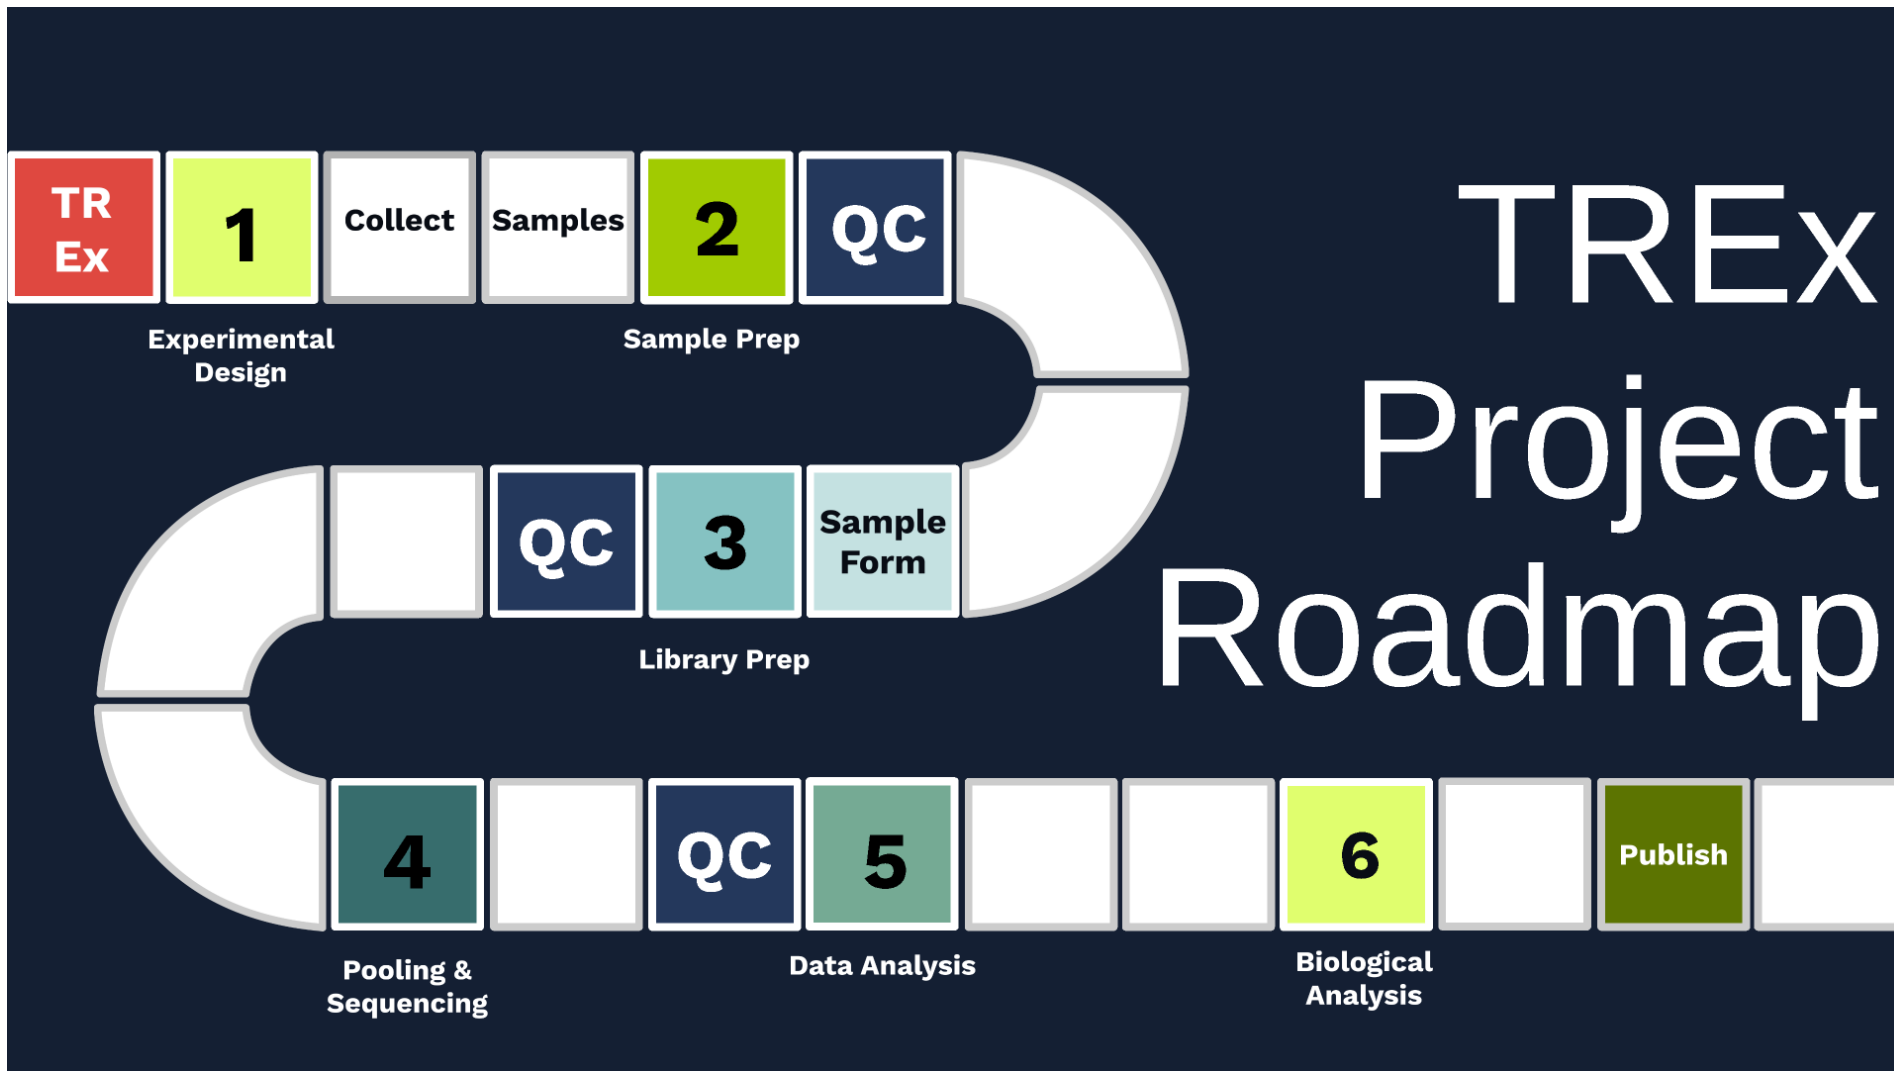 TR
Ex
1
Collect
Samples
2
QC
Experimental
Design
Sample Prep
TREx
Project
Roadmap
QC
3
Sample
Form
Library Prep
4
QC
5
6
Publish
Pooling &
Sequencing
Data Analysis
Biological
Analysis